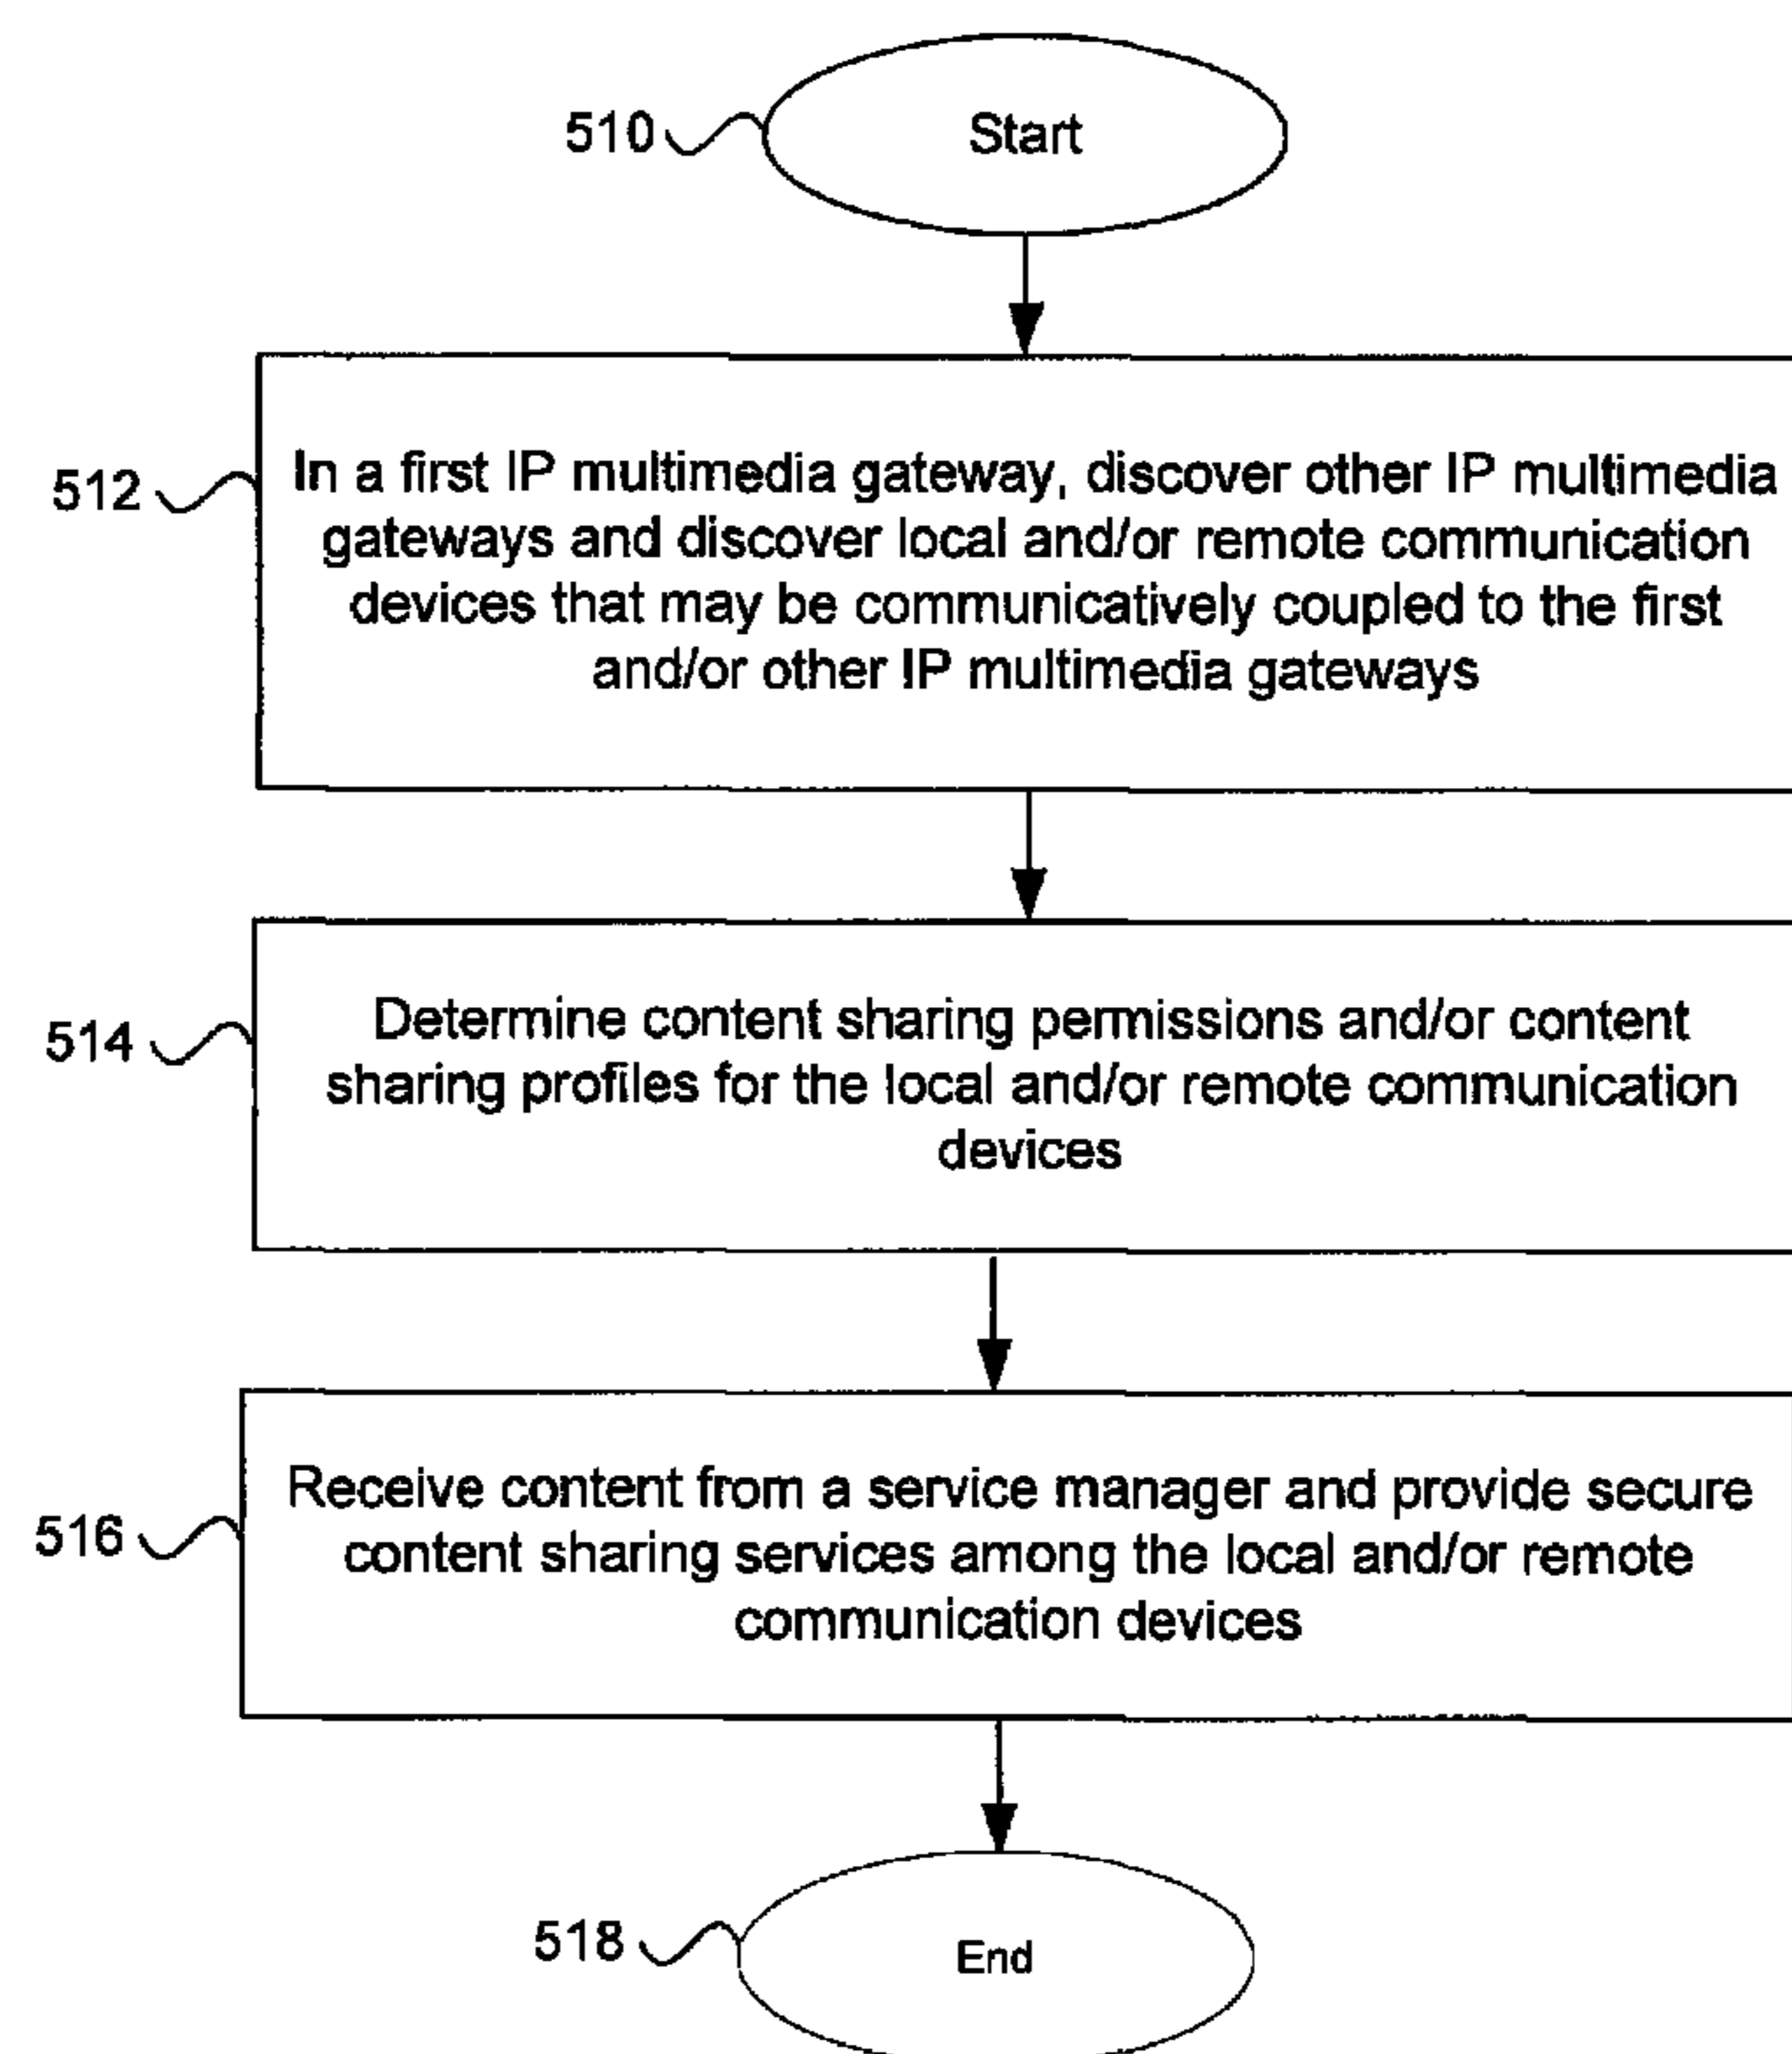 510
Start
512
In a first IP multimedia gateway, discover other IP multimedia
gateways and discover local and/or remote communication
devices that may be communicatively coupled to the first
and/or other IP multimedia gateways
514
Determine content sharing permissions and/or content
sharing profiles for the local and/or remote communication
devices
516
Receive content from a service manager and provide secure
content sharing services among the local and/or remote
communication devices
518
End